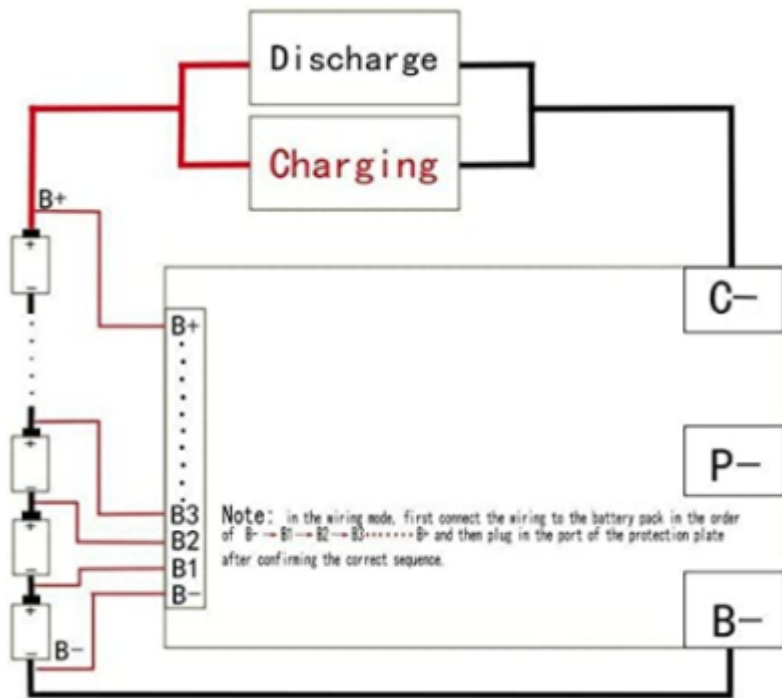 Discharge
Charging
B+
+
−
C−
B+
+
−
P−
B3
Note: in the wiring mode, first connect the wiring to the battery pack in the order
B2
of B- → B1 → B2 → B3 ······· B+ and then plug in the port of the protection plate
+
−
B1
after confirming the correct sequence.
B−
+
−
B−
B−